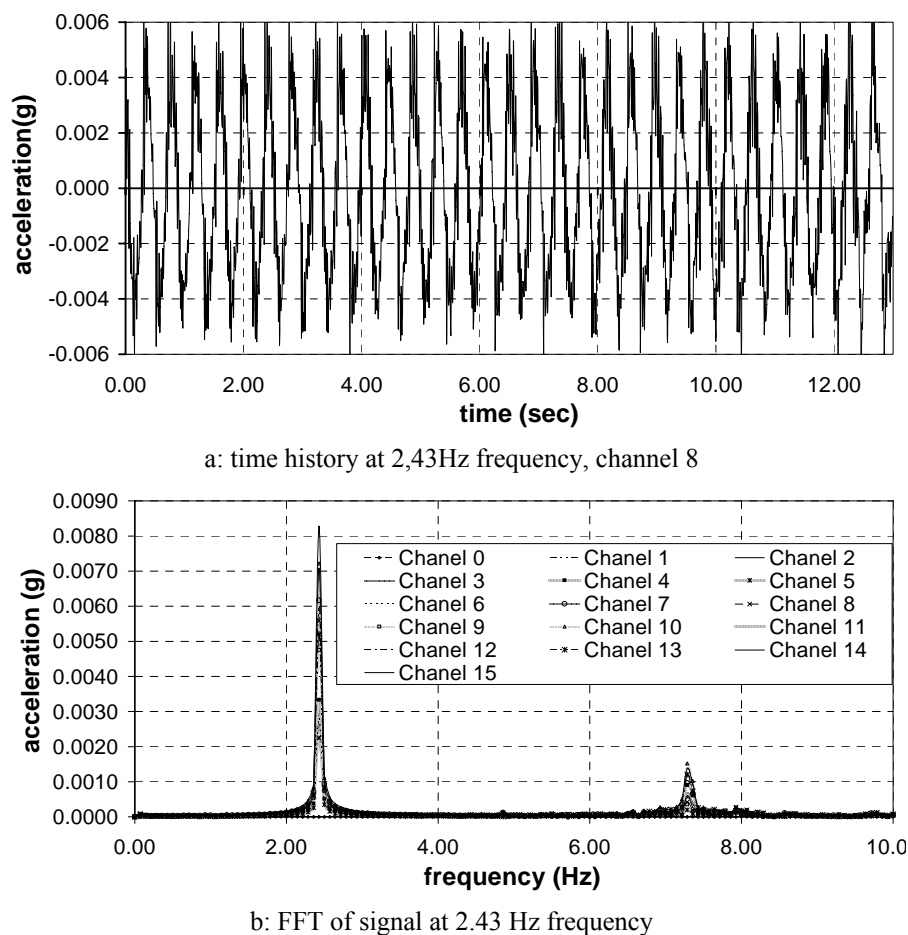 0.006
0.004
0.002
0.000
-0.002
-0.004
-0.006
acceleration(g)
0.00 2.00 4.00 6.00 8.00 10.00 12.00
time (sec)
a: time history at 2,43Hz frequency, channel 8
0.0090
0.0080
0.0070
0.0060
0.0050
0.0040
0.0030
0.0020
0.0010
0.0000
acceleration (g)
Chanel 0 Chanel 1 Chanel 2
Chanel 3 Chanel 4 Chanel 5
Chanel 6 Chanel 7 Chanel 8
Chanel 9 Chanel 10 Chanel 11
Chanel 12 Chanel 13 Chanel 14
Chanel 15
0.00 2.00 4.00 6.00 8.00 10.0
frequency (Hz)
b: FFT of signal at 2.43 Hz frequency